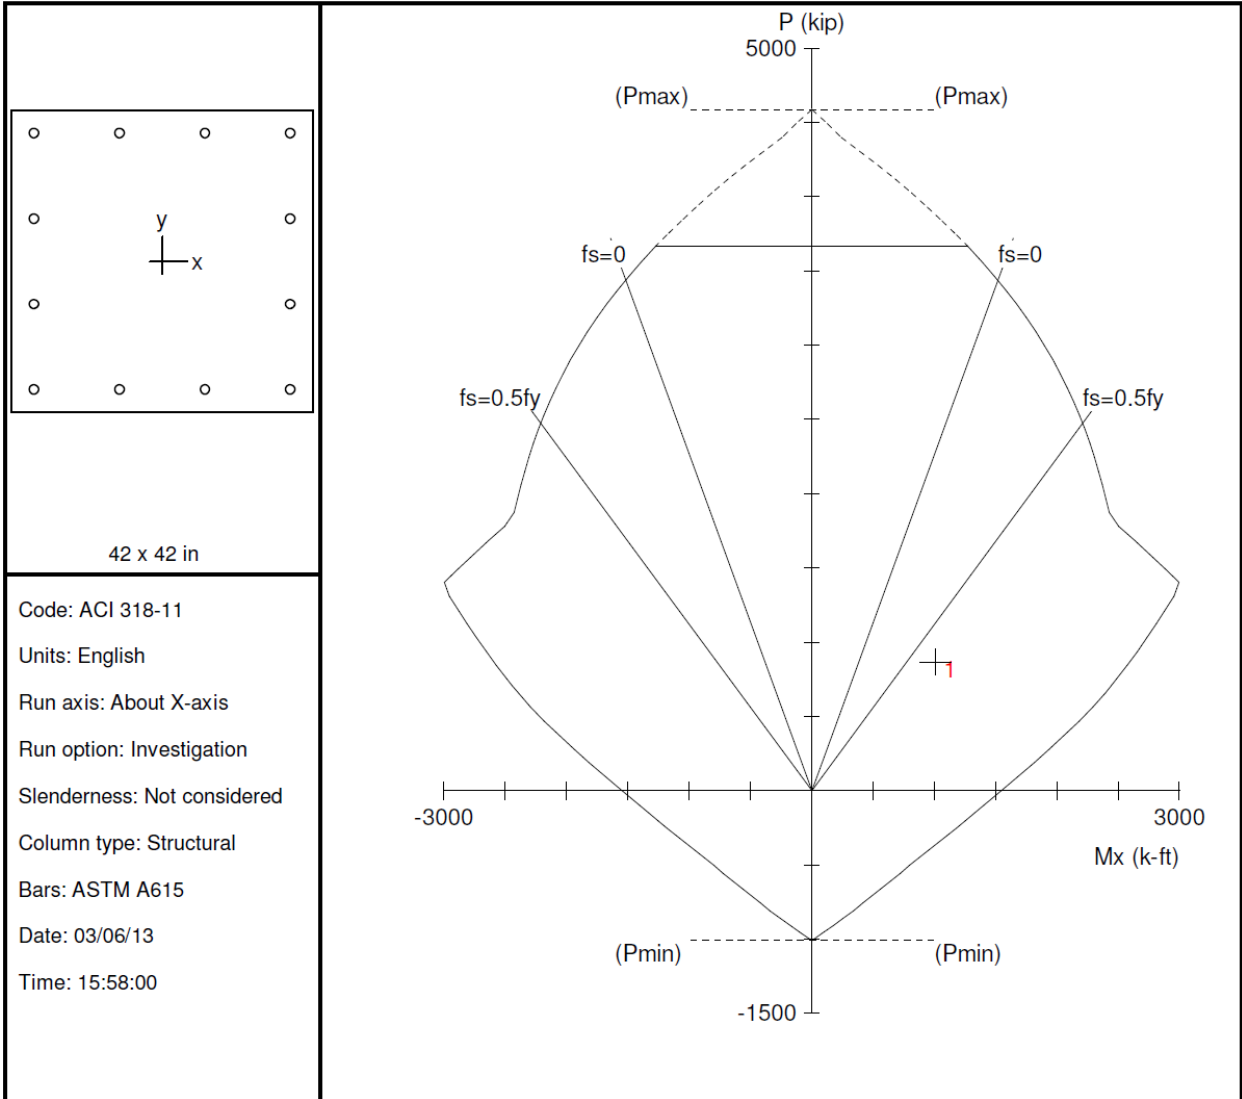 y
x
42 x 42 in
Code: ACI 318-11
Units: English
Run axis: About X-axis
Run option: Investigation
Slenderness: Not considered
Column type: Structural
Bars: ASTM A615
Date: 03/06/13
Time: 15:58:00
P (kip)
5000
(Pmax) (Pmax)
fs=0 fs=0
fs=0.5fy fs=0.5fy
1
-3000 3000
Mx (k-ft)
(Pmin) (Pmin)
-1500